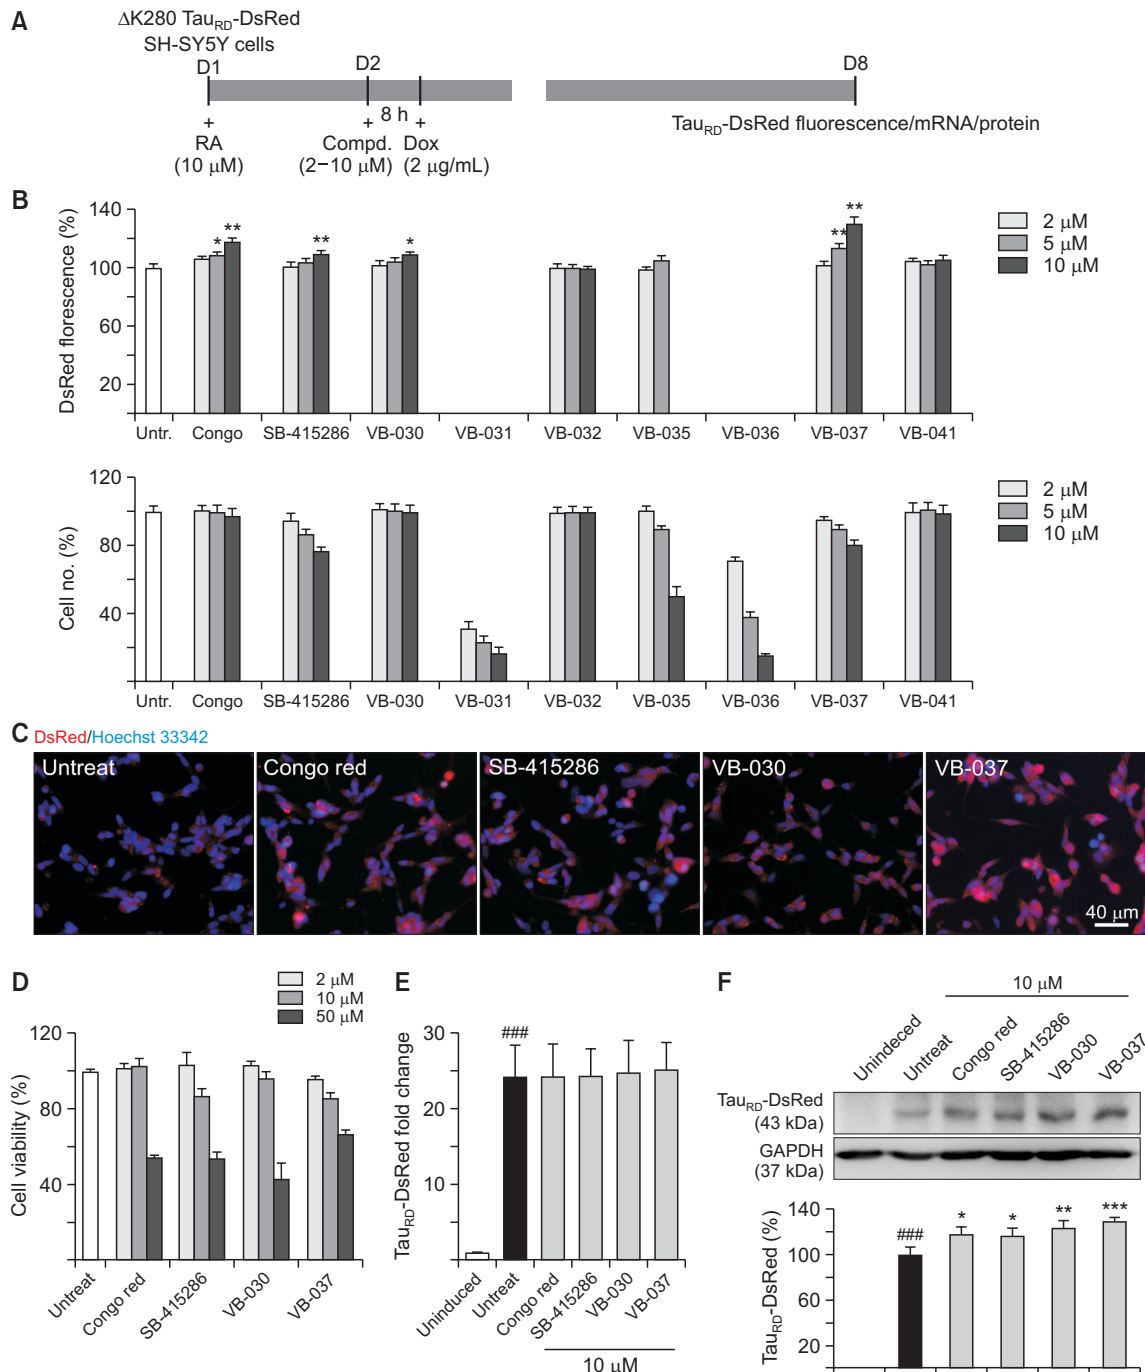 A
ΔK280 TauRD-DsRed
SH-SY5Y cells
D1 D2 D8
8 h
+ + +
RA Compd. Dox
(10 μM) (2−10 μM) (2 μg/mL)
TauRD-DsRed fluorescence/mRNA/protein
B
DsRed florescence (%)
140
100
60
20
* ** ** * ** **
2 μM
5 μM
10 μM
Untr. Congo SB-415286 VB-030 VB-031 VB-032 VB-035 VB-036 VB-037 VB-041
Cell no. (%)
120
80
40
2 μM
5 μM
10 μM
Untr. Congo SB-415286 VB-030 VB-031 VB-032 VB-035 VB-036 VB-037 VB-041
C
DsRed/Hoechst 33342
Untreat Congo red SB-415286 VB-030 VB-037
40 μm
D
2 μM
10 μM
50 μM
Cell viability (%)
120
80
40
Untreat Congo red SB-415286 VB-030 VB-037
E
TauRD-DsRed fold change
30
20
10
###
Uninduced Untreat Congo red SB-415286 VB-030 VB-037
10 μM
F
10 μM
Unindeced Untreat Congo red SB-415286 VB-030 VB-037
TauRD-DsRed
(43 kDa)
GAPDH
(37 kDa)
TauRD-DsRed (%)
140
100
60
20
### * * ** ***